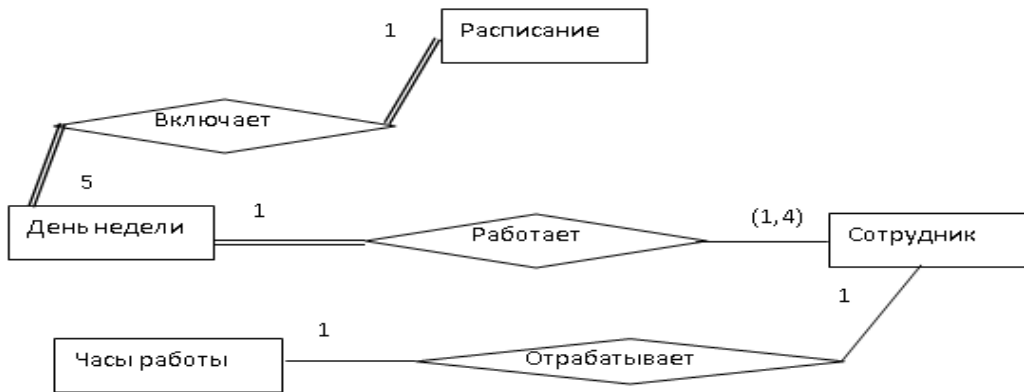 1
Расписание
Включает
5
День недели
1
Работает
(1, 4)
Сотрудник
1
1
Часы работы
Отрабатывает